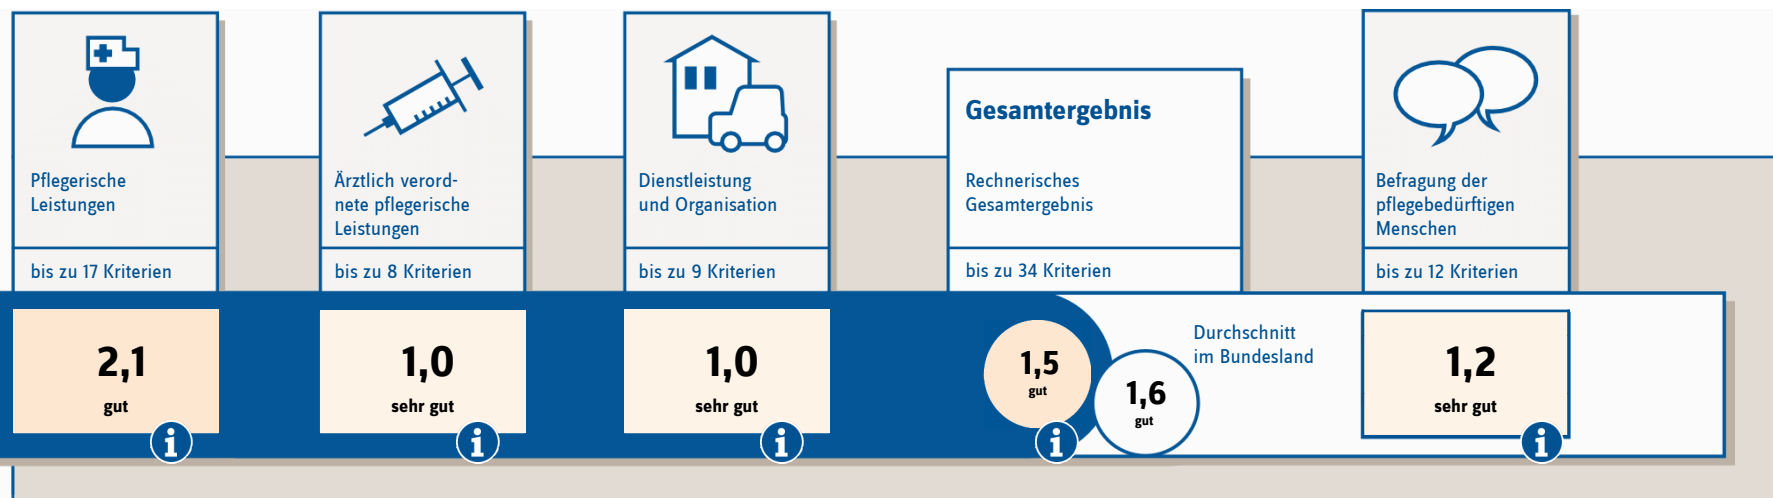 Pflegerische
Leistungen
bis zu 17 Kriterien
2,1
gut
i
Ärztlich verord-
nete pflegerische
Leistungen
bis zu 8 Kriterien
1,0
sehr gut
i
Dienstleistung
und Organisation
bis zu 9 Kriterien
1,0
sehr gut
i
Gesamtergebnis
Rechnerisches
Gesamtergebnis
bis zu 34 Kriterien
1,5
gut
i
1,6
gut
Durchschnitt
im Bundesland
Befragung der
pflegebedürftigen
Menschen
bis zu 12 Kriterien
1,2
sehr gut
i